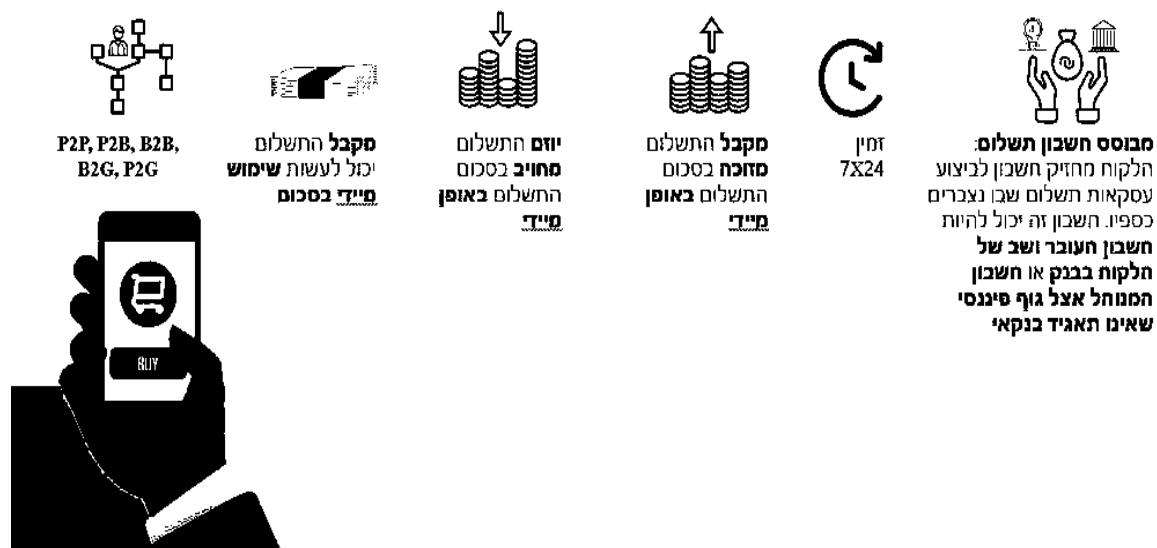 מבוסס חשבון תשלום:
הלקוח מחזיק חשבון לביצוע
עסקאות תשלום שבו נצברים
כספיו. חשבון זה יכול להיות
חשבון העובר ושב של
הלקוח בבנק או חשבון
המנוהל אצל גוף פיננסי
שאינו תאגיד בנקאי
זמין
7X24
מקבל התשלום
מזוכה בסכום
התשלום באופן
מיידי
יוזם התשלום
מחויב בסכום
התשלום באופן
מיידי
מקבל התשלום
יכול לעשות שימוש
מיידי בסכום
P2P, P2B, B2B,
B2G, P2G
BUY